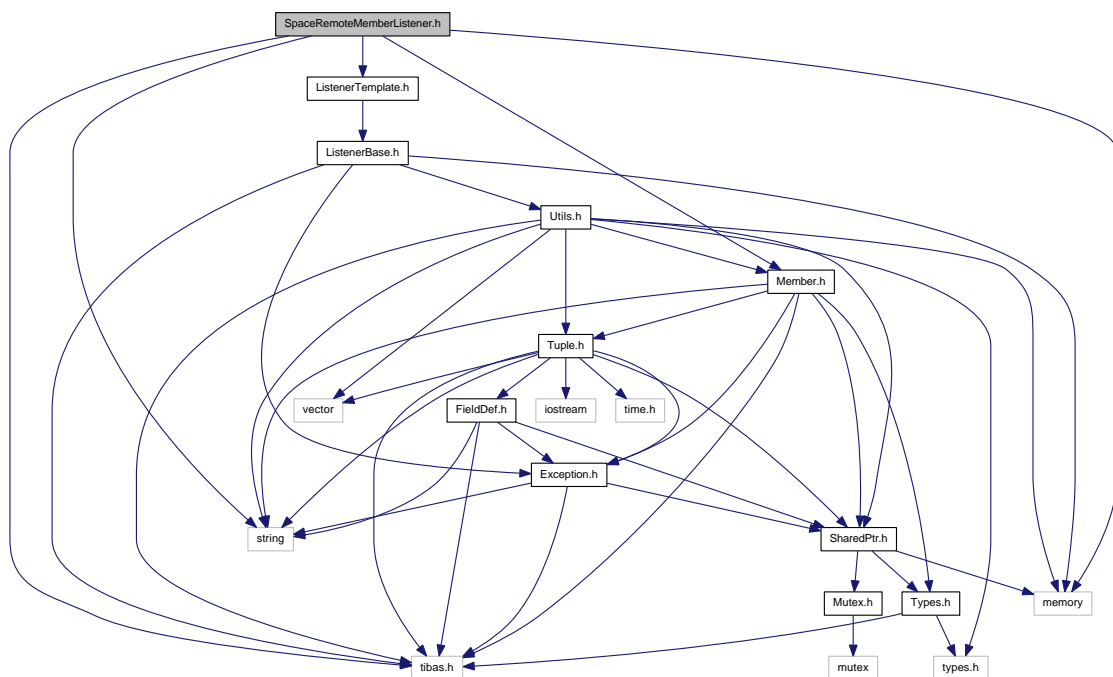 SpaceRemoteMemberListener.h
ListenerTemplate.h
ListenerBase.h
Utils.h
Member.h
Tuple.h
vector
FieldDef.h
iostream
time.h
Exception.h
string
SharedPtr.h
Mutex.h
Types.h
memory
tibas.h
mutex
types.h